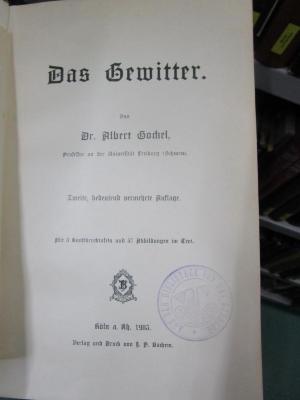 Das Gewitter.
Von
Dr. Albert Gockel,
Professor an der Universität Freiburg (Schweiz).
Zweite, bedeutend vermehrte Auflage.
Mit 5 Kunstdrucktafeln und 37 Abbildungen im Text.
B
Köln a. Rh. 1905.
Verlag und Druck von J. P. Bachem.